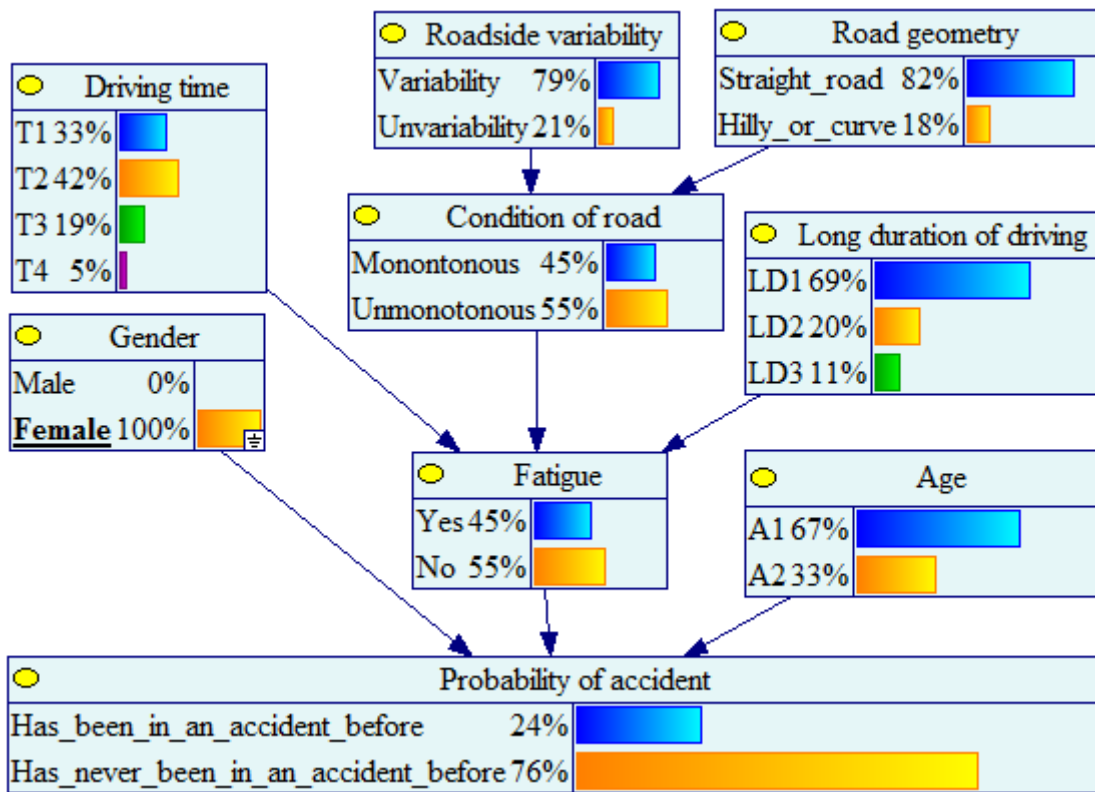 Roadside variability
Variability 79%
Unvariability 21%
Road geometry
Straight_road 82%
Hilly_or_curve 18%
Driving time
T1 33%
T2 42%
T3 19%
T4 5%
Condition of road
Monontonous 45%
Unmonotonous 55%
Long duration of driving
LD1 69%
LD2 20%
LD3 11%
Gender
Male 0%
Female 100%
Fatigue
Yes 45%
No 55%
Age
A1 67%
A2 33%
Probability of accident
Has_been_in_an_accident_before 24%
Has_never_been_in_an_accident_before 76%